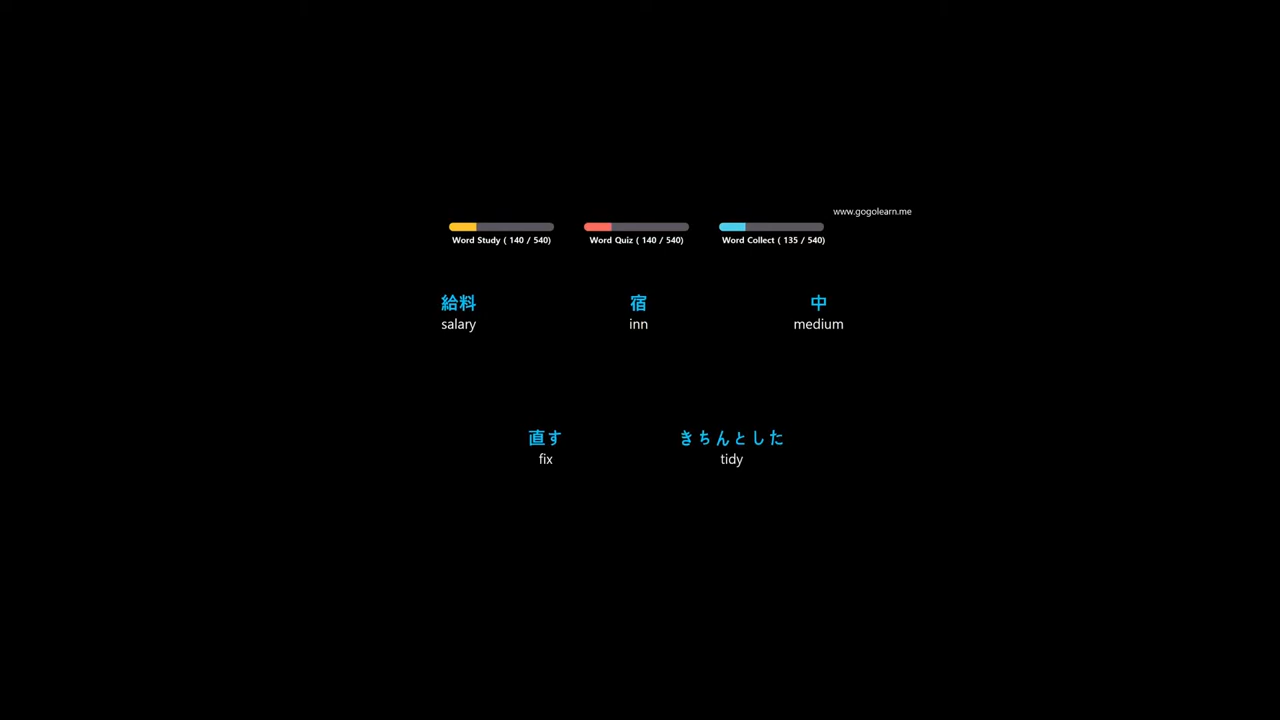 www.gogolearn.me
Word Study ( 140 / 540)
Word Quiz ( 140 / 540)
Word Collect ( 135 / 540)
給料
salary
宿
inn
中
medium
直す
fix
きちんとした
tidy